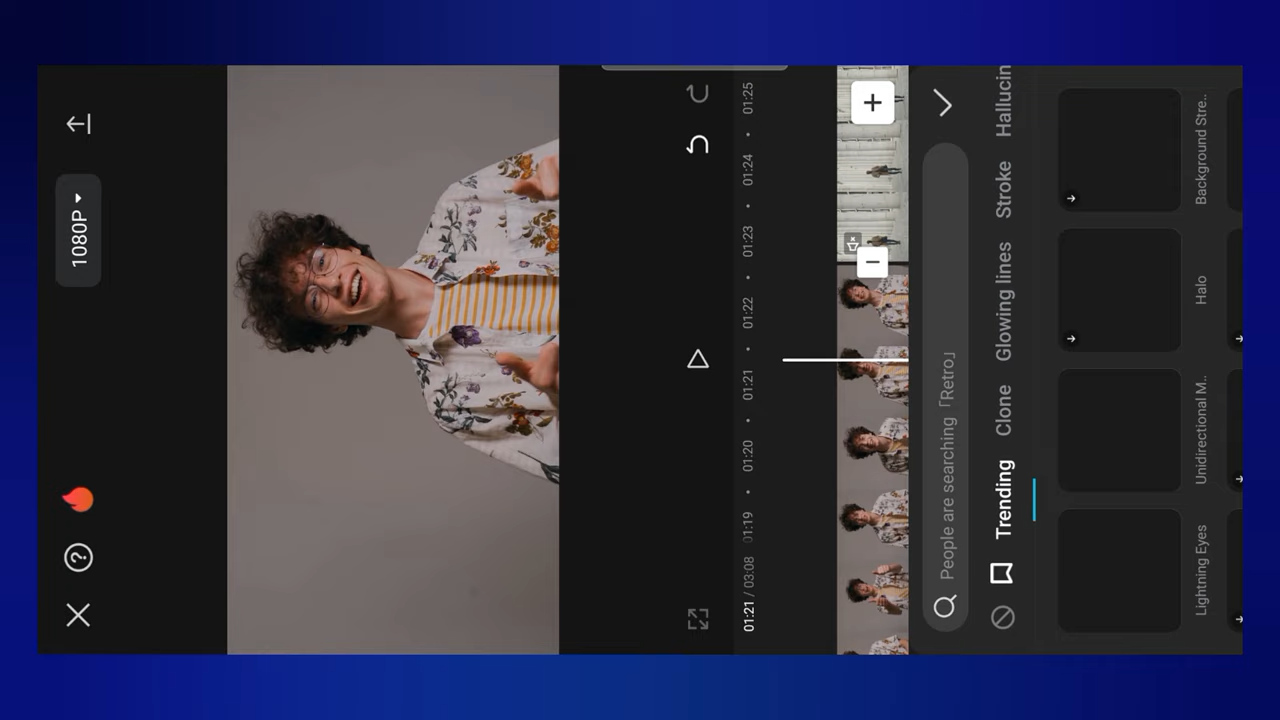 1080P
01:21 / 03:08
01:19
01:20
01:21
01:22
01:23
01:24
01:25
People are searching「Retro」
Trending
Clone
Glowing lines
Stroke
Hallucin
Lightning Eyes
Unidirectional M..
Halo
Background Stre..